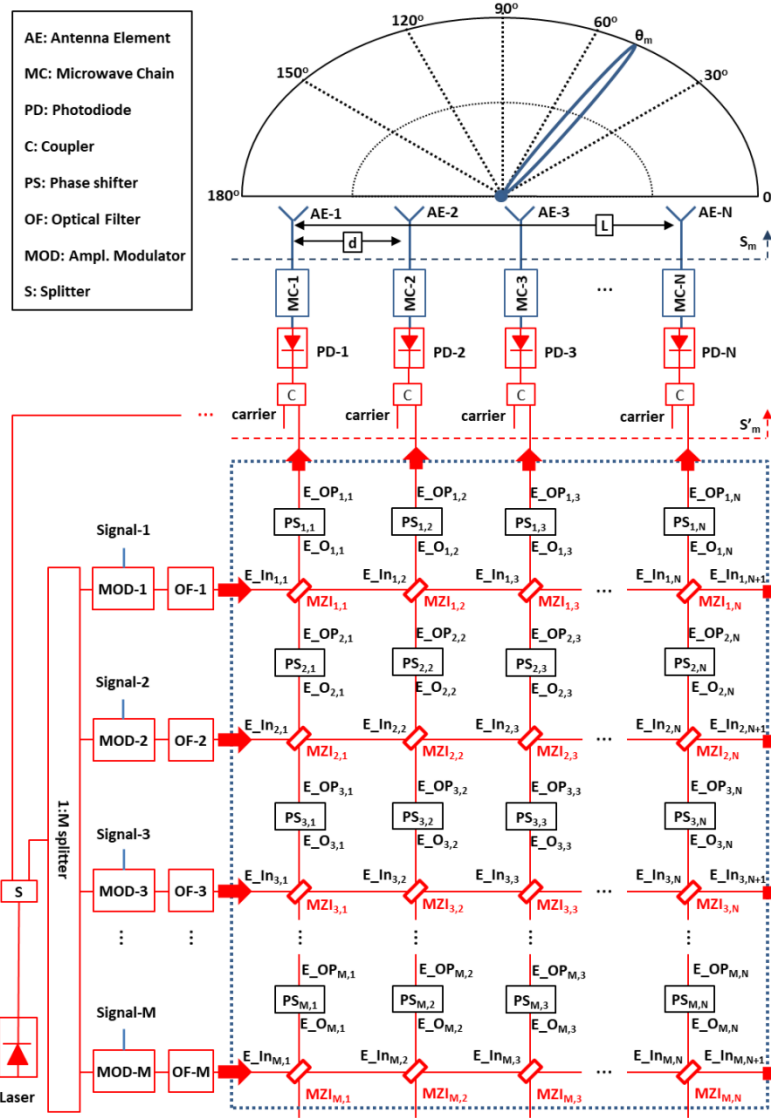 AE: Antenna Element
MC: Microwave Chain
PD: Photodiode
C: Coupler
PS: Phase shifter
OF: Optical Filter
MOD: Ampl. Modulator
S: Splitter
90°
120°
60°
θm
150°
30°
180°
0
AE-1 AE-2 AE-3 AE-N
L
d
Sm
MC-1 MC-2 MC-3 ... MC-N
PD-1 PD-2 PD-3 PD-N
C C C C
... carrier carrier carrier carrier
S'm
E_OP1,1 E_OP1,2 E_OP1,3 E_OP1,N
Signal-1
PS1,1 PS1,2 PS1,3 PS1,N
E_O1,1 E_O1,2 E_O1,3 E_O1,N
MOD-1 OF-1 E_In1,1 E_In1,2 E_In1,3 ... E_In1,N E_In1,N+1
MZI1,1 MZI1,2 MZI1,3 MZI1,N
E_OP2,1 E_OP2,2 E_OP2,3 E_OP2,N
Signal-2
PS2,1 PS2,2 PS2,3 PS2,N
E_O2,1 E_O2,2 E_O2,3 E_O2,N
MOD-2 OF-2 E_In2,1 E_In2,2 E_In2,3 ... E_In2,N E_In2,N+1
MZI2,1 MZI2,2 MZI2,3 MZI2,N
1:M splitter
E_OP3,1 E_OP3,2 E_OP3,3 E_OP3,N
Signal-3
PS3,1 PS3,2 PS3,3 PS3,N
E_O3,1 E_O3,2 E_O3,3 E_O3,N
S
MOD-3 OF-3 E_In3,1 E_In3,2 E_In3,3 ... E_In3,N E_In3,N+1
MZI3,1 MZI3,2 MZI3,3 MZI3,N
... ... ... ... ... ...
E_OPM,1 E_OPM,2 E_OPM,3 E_OPM,N
Signal-M
PSM,1 PSM,2 PSM,3 PSM,N
E_OM,1 E_OM,2 E_OM,3 E_OM,N
MOD-M OF-M E_InM,1 E_InM,2 E_InM,3 ... E_InM,N E_InM,N+1
Laser
MZIM,1 MZIM,2 MZIM,3 MZIM,N